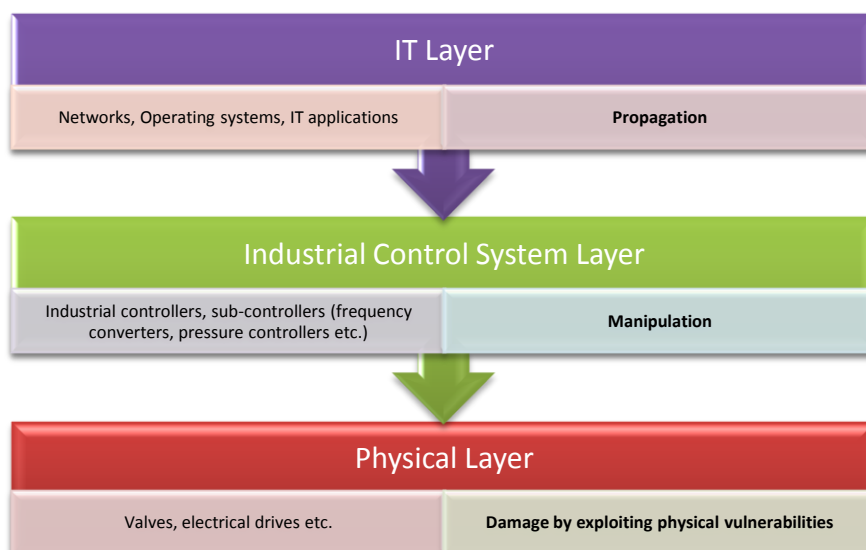 IT Layer
Networks, Operating systems, IT applications
Propagation
Industrial Control System Layer
Industrial controllers, sub-controllers (frequency
converters, pressure controllers etc.)
Manipulation
Physical Layer
Valves, electrical drives etc.
Damage by exploiting physical vulnerabilities